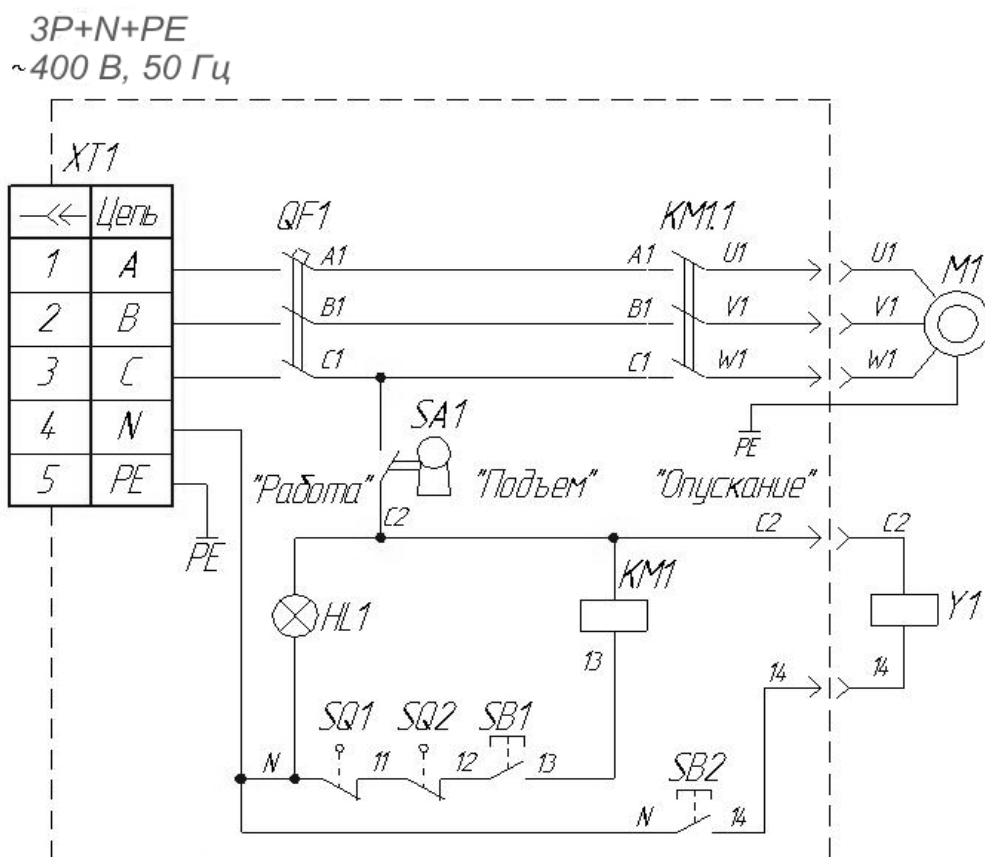 3P+N+PE
~400 В, 50 Гц
XT1
Цепь
QF1
KM1.1
1 A
A1
A1
U1
U1
M1
2 B
B1
B1
V1
V1
3 C
C1
C1
W1
W1
4 N
SA1
PE
5 PE
"Работа"
"Подъем"
"Опускание"
C2
C2
C2
PE
HL1
KM1
Y1
13
14
14
SQ1
SQ2
SB1
N
11
12
13
SB2
N
14